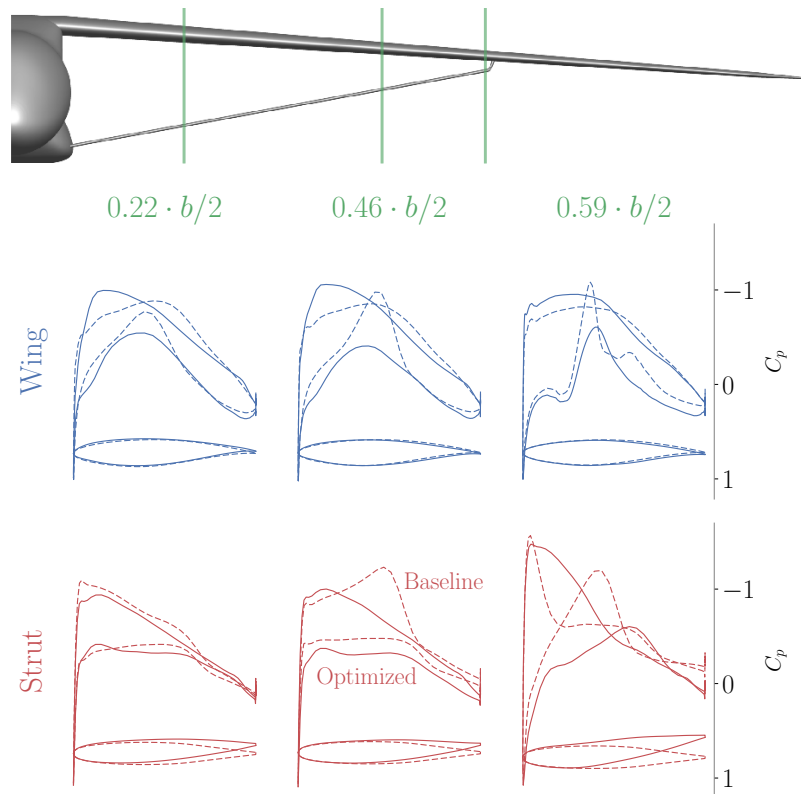 0.22 · b/2
0.46 · b/2
0.59 · b/2
Wing
−1
0
1
C_p
Strut
Baseline
Optimized
−1
0
1
C_p